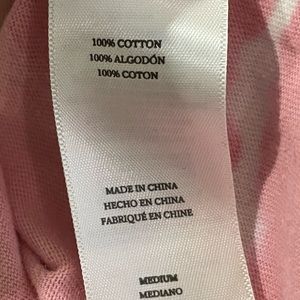 100% COTTON
100% ALGODÓN
100% COTON
MADE IN CHINA
HECHO EN CHINA
FABRIQUÉ EN CHINE
MEDIUM
MEDIANO